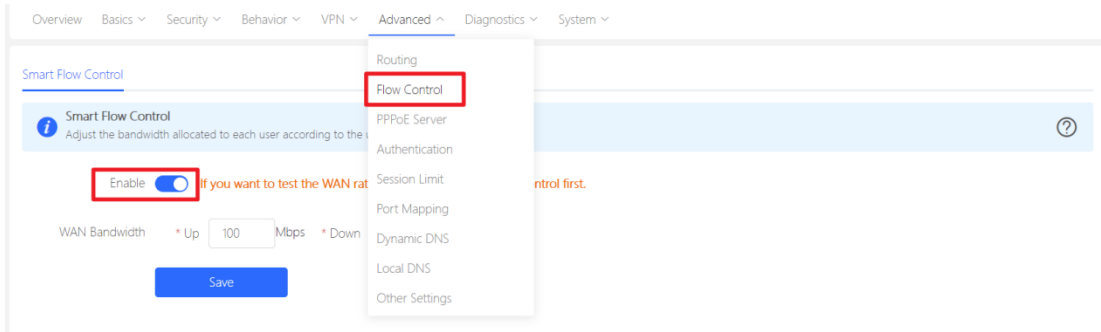 Overview Basics Security Behavior VPN Advanced Diagnostics System
Smart Flow Control
Smart Flow Control
Adjust the bandwidth allocated to each user according to the
Enable If you want to test the WAN rat ntrol first.
WAN Bandwidth * Up 100 Mbps * Down
Save
Routing
Flow Control
PPPoE Server
Authentication
Session Limit
Port Mapping
Dynamic DNS
Local DNS
Other Settings